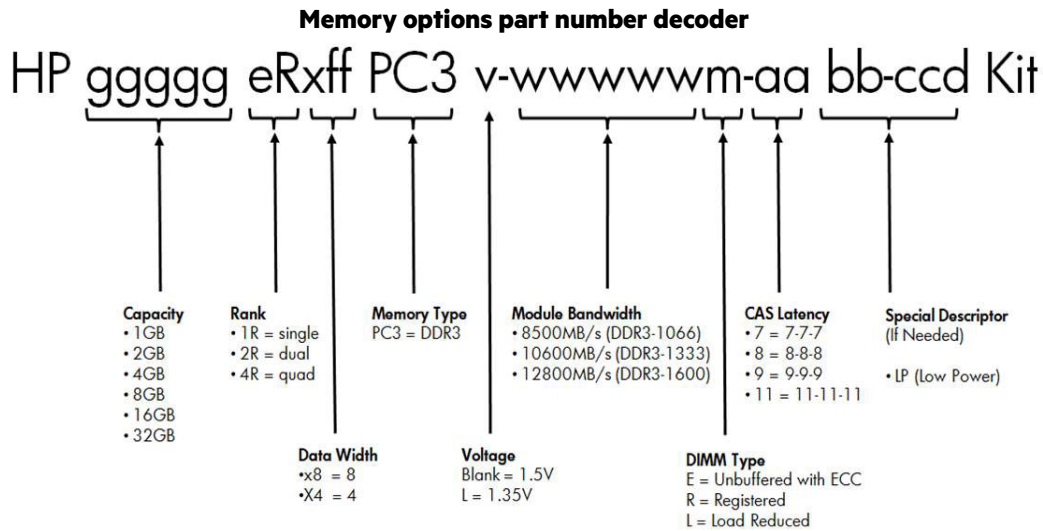 Memory options part number decoder
HP ggggg eRxff PC3 v-wwwwwm-aa bb-ccd Kit
Capacity
• 1GB
• 2GB
• 4GB
• 8GB
• 16GB
• 32GB
Rank
• 1R = single
• 2R = dual
• 4R = quad
Memory Type
PC3 = DDR3
Module Bandwidth
• 8500MB/s (DDR3-1066)
• 10600MB/s (DDR3-1333)
• 12800MB/s (DDR3-1600)
CAS Latency
• 7 = 7-7-7
• 8 = 8-8-8
• 9 = 9-9-9
• 11 = 11-11-11
Special Descriptor
(If Needed)
• LP (Low Power)
Data Width
•x8 = 8
•X4 = 4
Voltage
Blank = 1.5V
L = 1.35V
DIMM Type
E = Unbuffered with ECC
R = Registered
L = Load Reduced